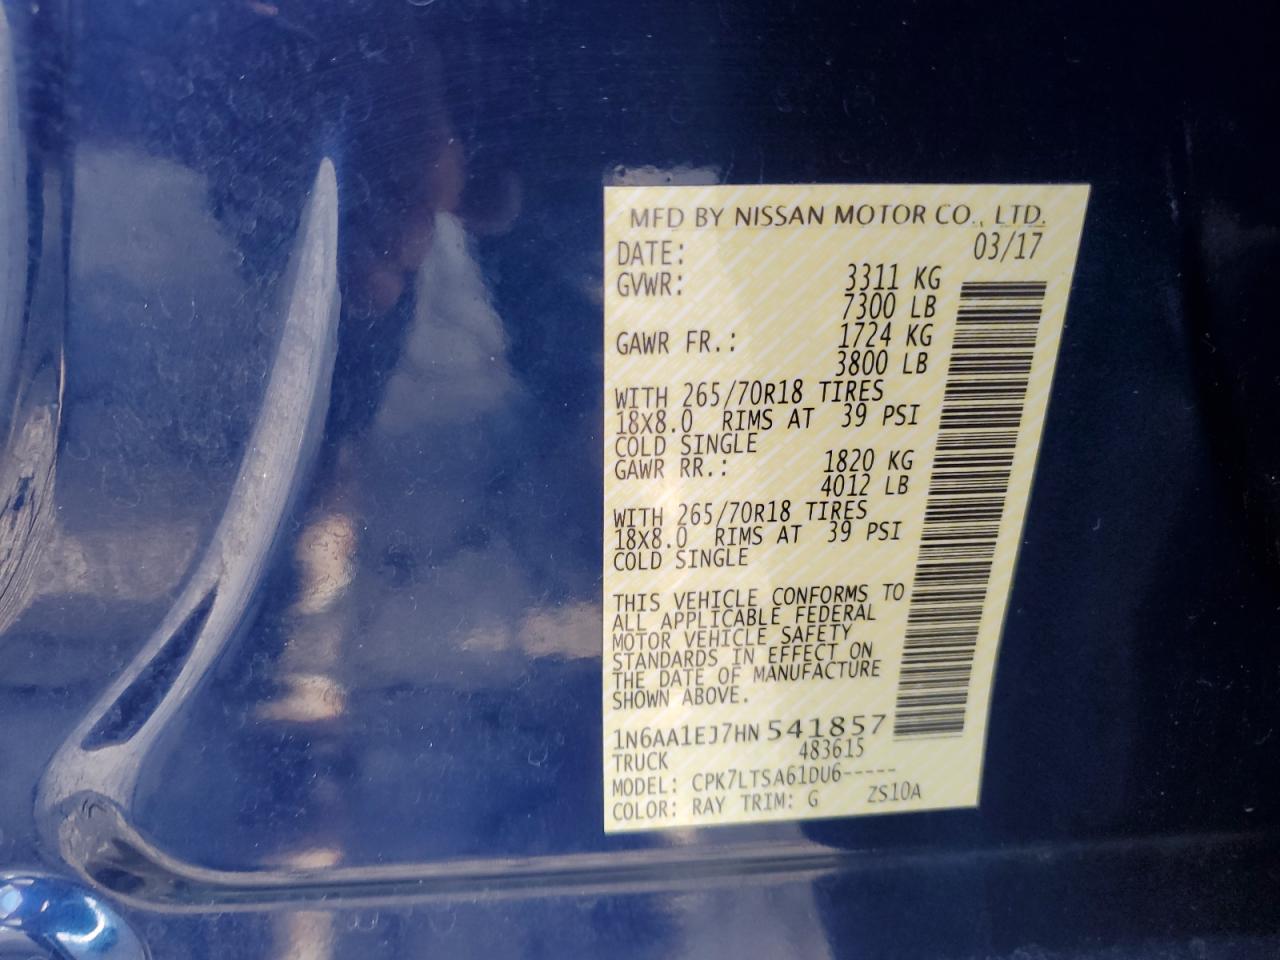 MFD BY NISSAN MOTOR CO., LTD.
DATE: 03/17
GVWR: 3311 KG
7300 LB
GAWR FR.: 1724 KG
3800 LB
WITH 265/70R18 TIRES
18X8.0 RIMS AT 39 PSI
COLD SINGLE
GAWR RR.: 1820 KG
4012 LB
WITH 265/70R18 TIRES
18X8.0 RIMS AT 39 PSI
COLD SINGLE
THIS VEHICLE CONFORMS TO
ALL APPLICABLE FEDERAL
MOTOR VEHICLE SAFETY
STANDARDS IN EFFECT ON
THE DATE OF MANUFACTURE
SHOWN ABOVE.
1N6AA1EJ7HN541857
TRUCK 483615
MODEL: CPK7LTSA61DU6-----
COLOR: RAY TRIM: G ZS10A